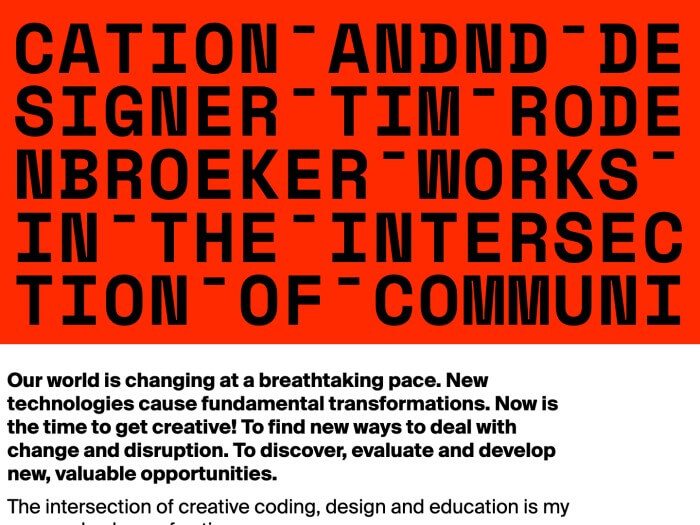 CATION¯ANDND¯DE
SIGNER¯TIM¯RODE
NBROEKER¯WORKS¯
IN¯THE¯INTERSEC
TION¯OF¯COMMUNI
Our world is changing at a breathtaking pace. New
technologies cause fundamental transformations. Now is
the time to get creative! To find new ways to deal with
change and disruption. To discover, evaluate and develop
new, valuable opportunities.
The intersection of creative coding, design and education is my